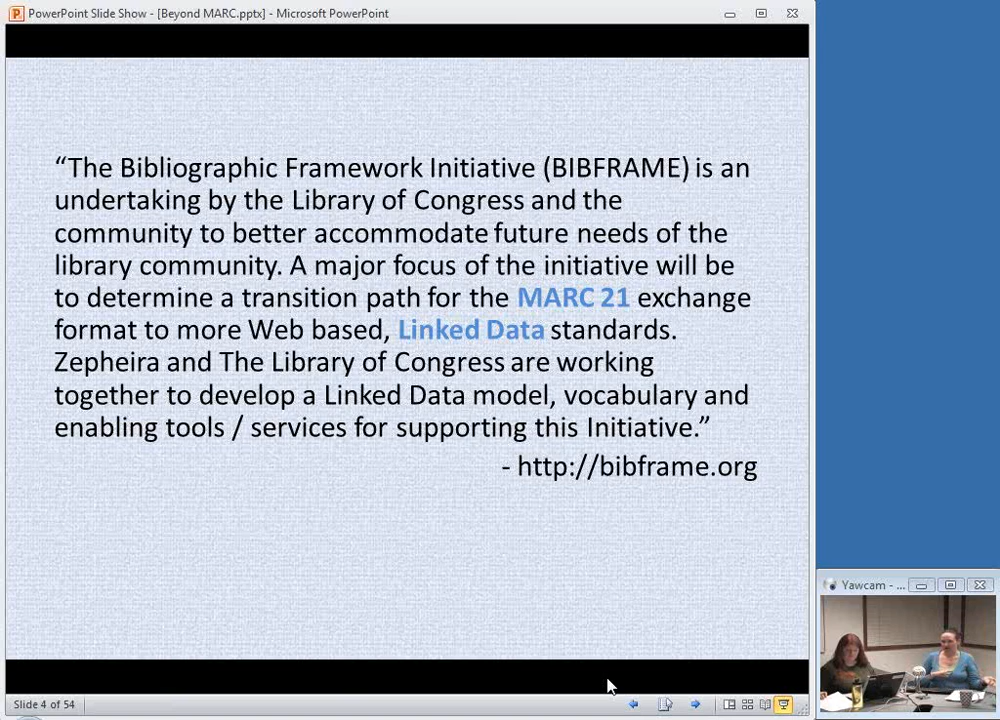 PowerPoint Slide Show - [Beyond MARC.pptx] - Microsoft PowerPoint
“The Bibliographic Framework Initiative (BIBFRAME) is an
undertaking by the Library of Congress and the
community to better accommodate future needs of the
library community. A major focus of the initiative will be
to determine a transition path for the MARC 21 exchange
format to more Web based, Linked Data standards.
Zepheira and The Library of Congress are working
together to develop a Linked Data model, vocabulary and
enabling tools / services for supporting this Initiative.”
- http://bibframe.org
Yawcam - ...
Slide 4 of 54